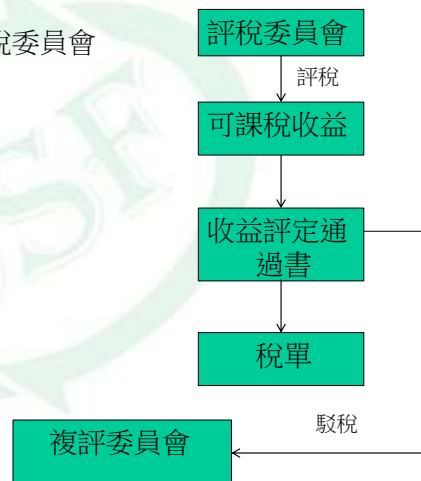 稅委員會
評稅委員會
評稅
可課稅收益
收益評定通
過書
稅單
駁稅
複評委員會